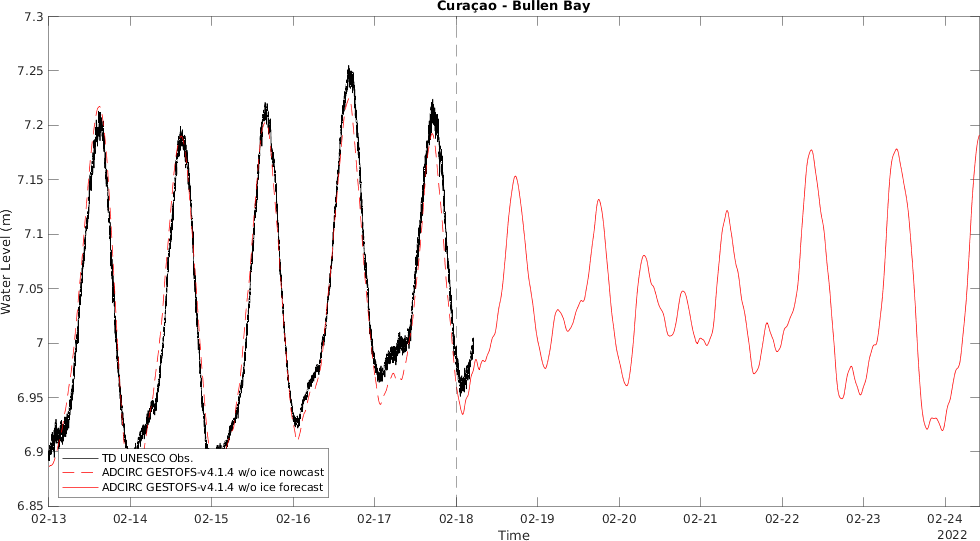 Curaçao - Bullen Bay
7.3
7.25
7.2
7.15
7.1
7.05
7
6.95
6.9
6.85
Water Level (m)
TD UNESCO Obs.
ADCIRC GESTOFS-v4.1.4 w/o ice nowcast
ADCIRC GESTOFS-v4.1.4 w/o ice forecast
02-13 02-14 02-15 02-16 02-17 02-18 02-19 02-20 02-21 02-22 02-23 02-24
Time
2022